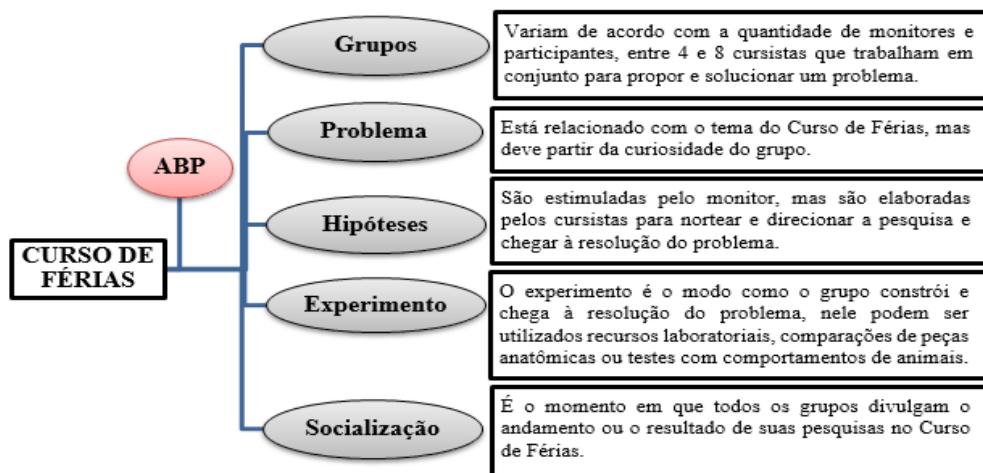 Grupos
Variam de acordo com a quantidade de monitores e
participantes, entre 4 e 8 cursistas que trabalham em
conjunto para propor e solucionar um problema.
Problema
Está relacionado com o tema do Curso de Férias, mas
deve partir da curiosidade do grupo.
ABP
Hipóteses
São estimuladas pelo monitor, mas são elaboradas
pelos cursistas para nortear e direcionar a pesquisa e
chegar à resolução do problema.
CURSO DE
FÉRIAS
Experimento
O experimento é o modo como o grupo constrói e
chega à resolução do problema, nele podem ser
utilizados recursos laboratoriais, comparações de peças
anatômicas ou testes com comportamentos de animais.
Socialização
É o momento em que todos os grupos divulgam o
andamento ou o resultado de suas pesquisas no Curso
de Férias.